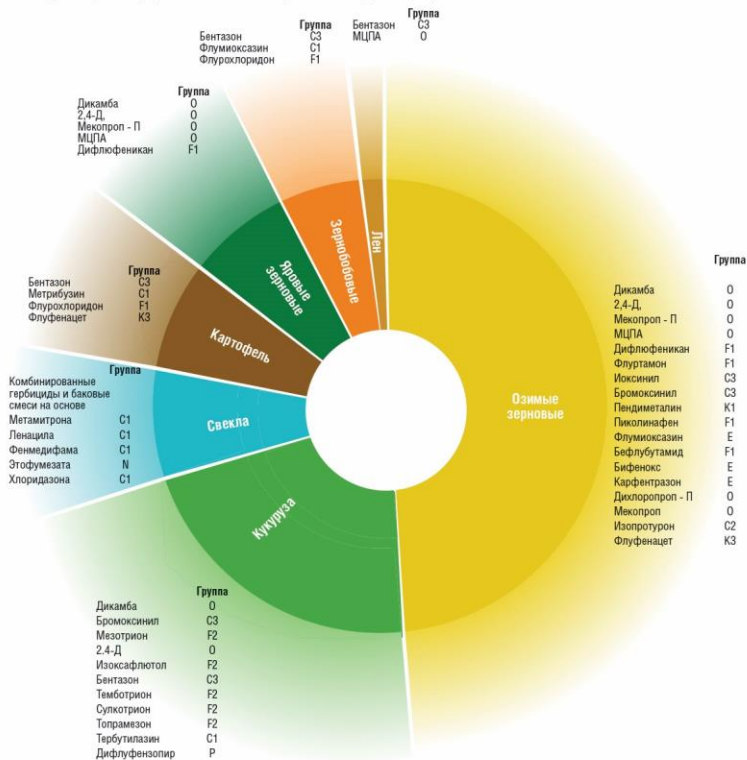 Группа
Бентазон C3
Флумиоксазин C1
Флурохлоридон F1
Группа
Бентазон C3
МЦПА O
Группа
Дикамба O
2,4-Д, O
Мекопроп - П O
МЦПА O
Дифлюфеникан F1
Группа
Бентазон C3
Метрибузин C1
Флурохлоридон F1
Флуфенацет K3
Группа
Комбинированные
гербициды и баковые
смеси на основе
Метамитрона C1
Ленацила C1
Фенмедифама C1
Этофумезата N
Хлоридазона C1
Лен
Зернобобовые
Яровые
зерновые
Картофель
Свекла
Кукуруза
Озимые
зерновые
Группа
Дикамба O
2,4-Д, O
Мекопроп - П O
МЦПА O
Дифлюфеникан F1
Флуртамон F1
Иоксинил C3
Бромоксинил C3
Пендиметалин K1
Пиколинафен F1
Флумиоксазин E
Бефлубутамид F1
Бифенокс E
Карфентразон E
Дихлоропроп - П O
Мекопроп O
Изопротурон C2
Флуфенацет K3
Группа
Дикамба O
Бромоксинил C3
Мезотрион F2
2.4-Д O
Изоксафлютол F2
Бентазон C3
Темботрион F2
Сулкотрион F2
Топрамезон F2
Тербутилазин C1
Дифлуфензопир P